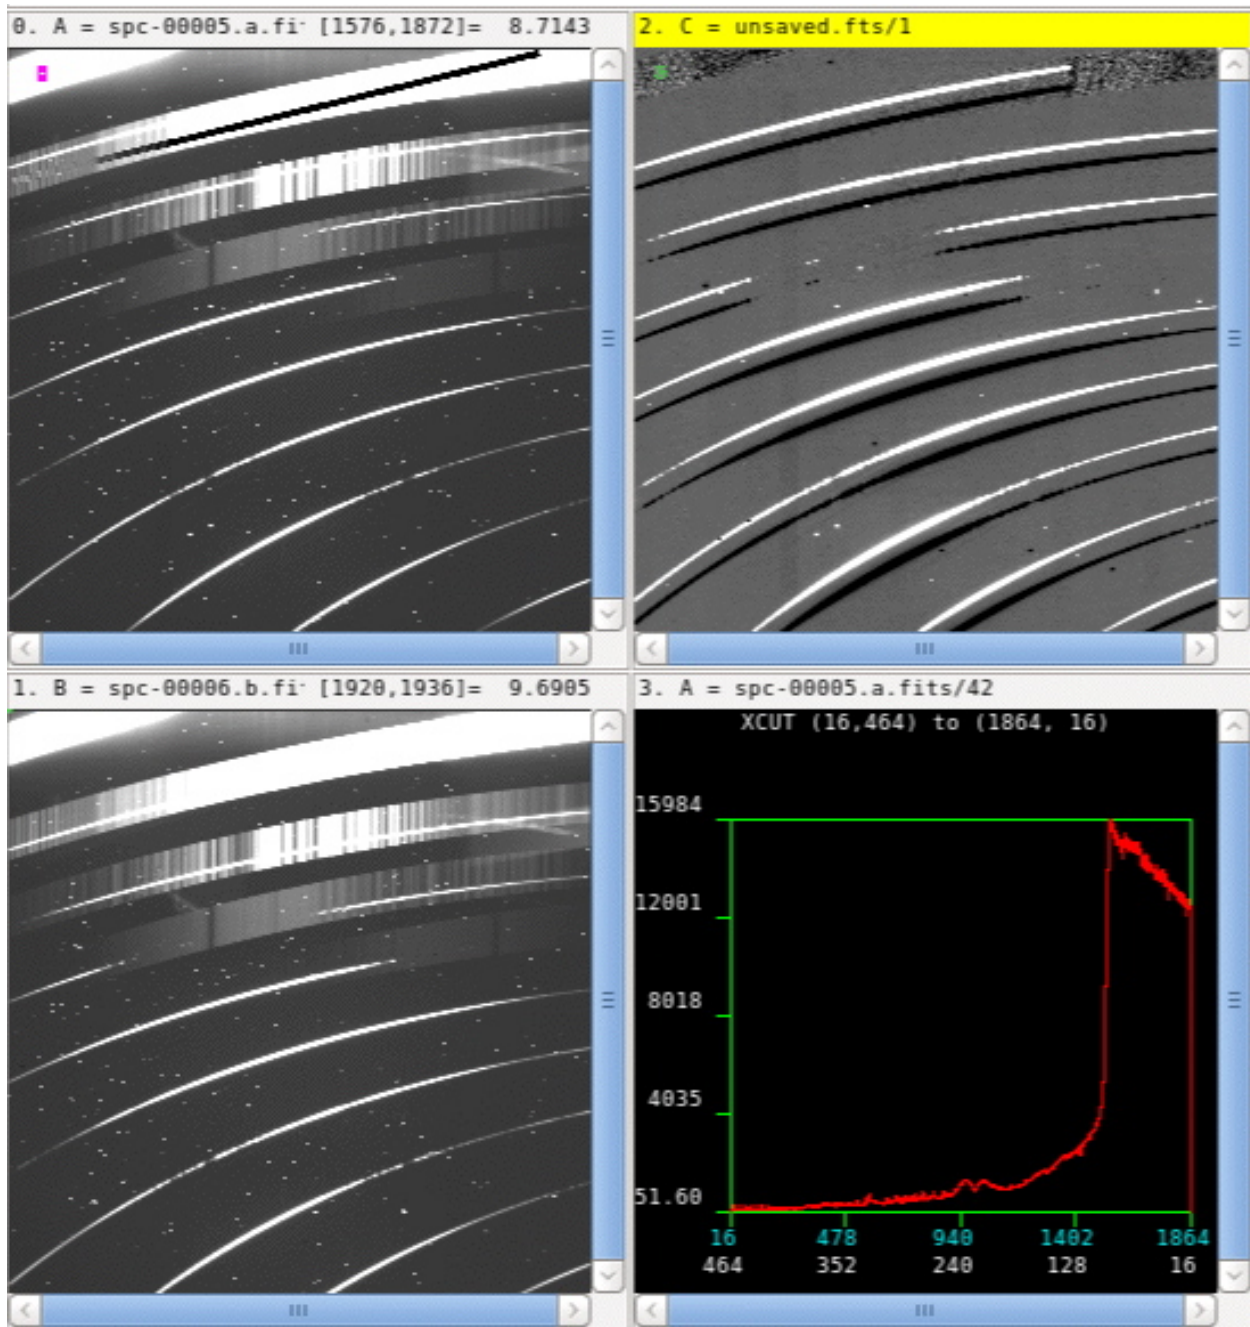 0. A = spc-00005.a.fi [1576,1872]= 8.7143
2. C = unsaved.fts/1
1. B = spc-00006.b.fi [1920,1936]= 9.6905
3. A = spc-00005.a.fits/42
XCUT (16,464) to (1864, 16)
15984
12001
8018
4035
51.60
16 478 940 1402 1864
464 352 240 128 16